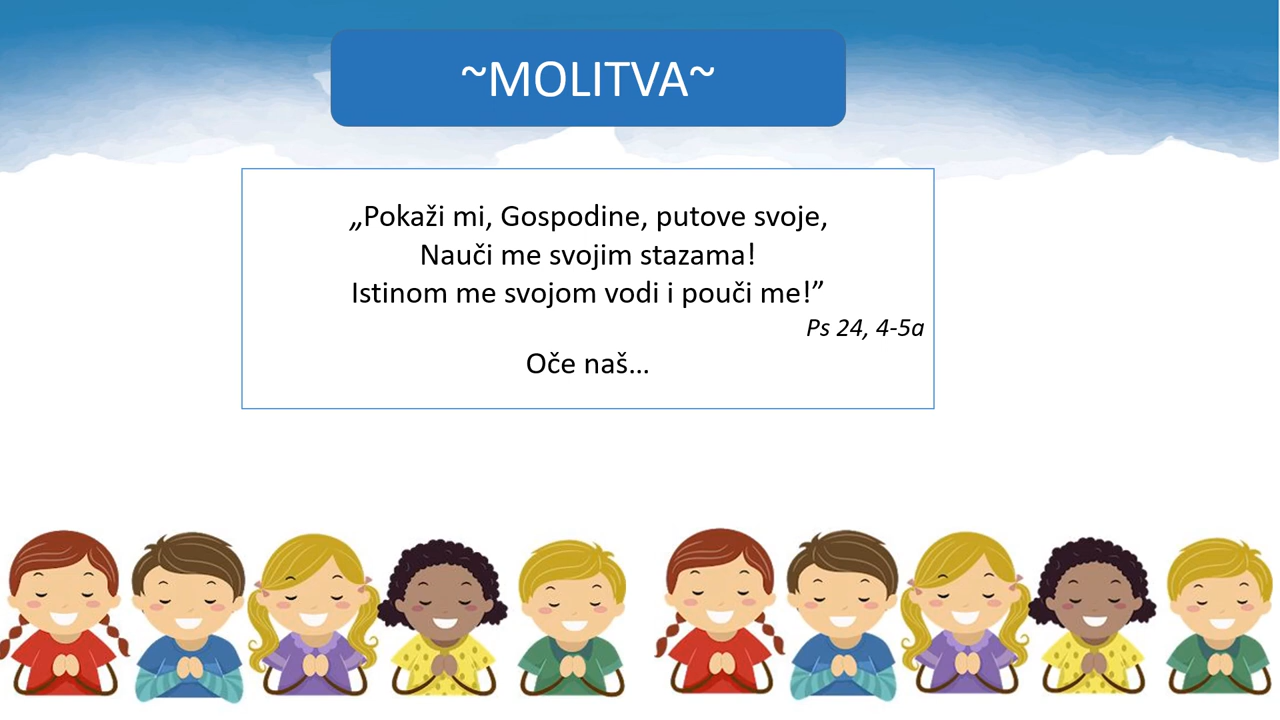 ~MOLITVA~
„Pokaži mi, Gospodine, putove svoje,
Nauči me svojim stazama!
Istinom me svojom vodi i pouči me!”
Ps 24, 4-5a
Oče naš…